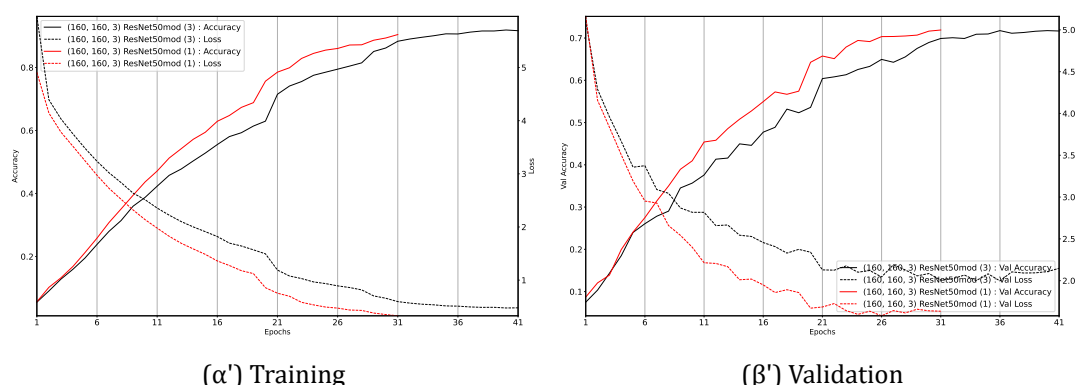 (160, 160, 3) ResNet50mod (3) : Accuracy
(160, 160, 3) ResNet50mod (3) : Loss
(160, 160, 3) ResNet50mod (1) : Accuracy
(160, 160, 3) ResNet50mod (1) : Loss
0.8
0.6
0.4
0.2
Accuracy
5
4
3
2
1
Loss
1 6 11 16 21 26 31 36 41
Epochs
(α') Training
0.7
0.6
0.5
0.4
0.3
0.2
0.1
Val Accuracy
5.0
4.5
4.0
3.5
3.0
2.5
2.0
(160, 160, 3) ResNet50mod (3) : Val Accuracy
(160, 160, 3) ResNet50mod (3) : Val Loss
(160, 160, 3) ResNet50mod (1) : Val Accuracy
(160, 160, 3) ResNet50mod (1) : Val Loss
1 6 11 16 21 26 31 36 41
Epochs
(β') Validation